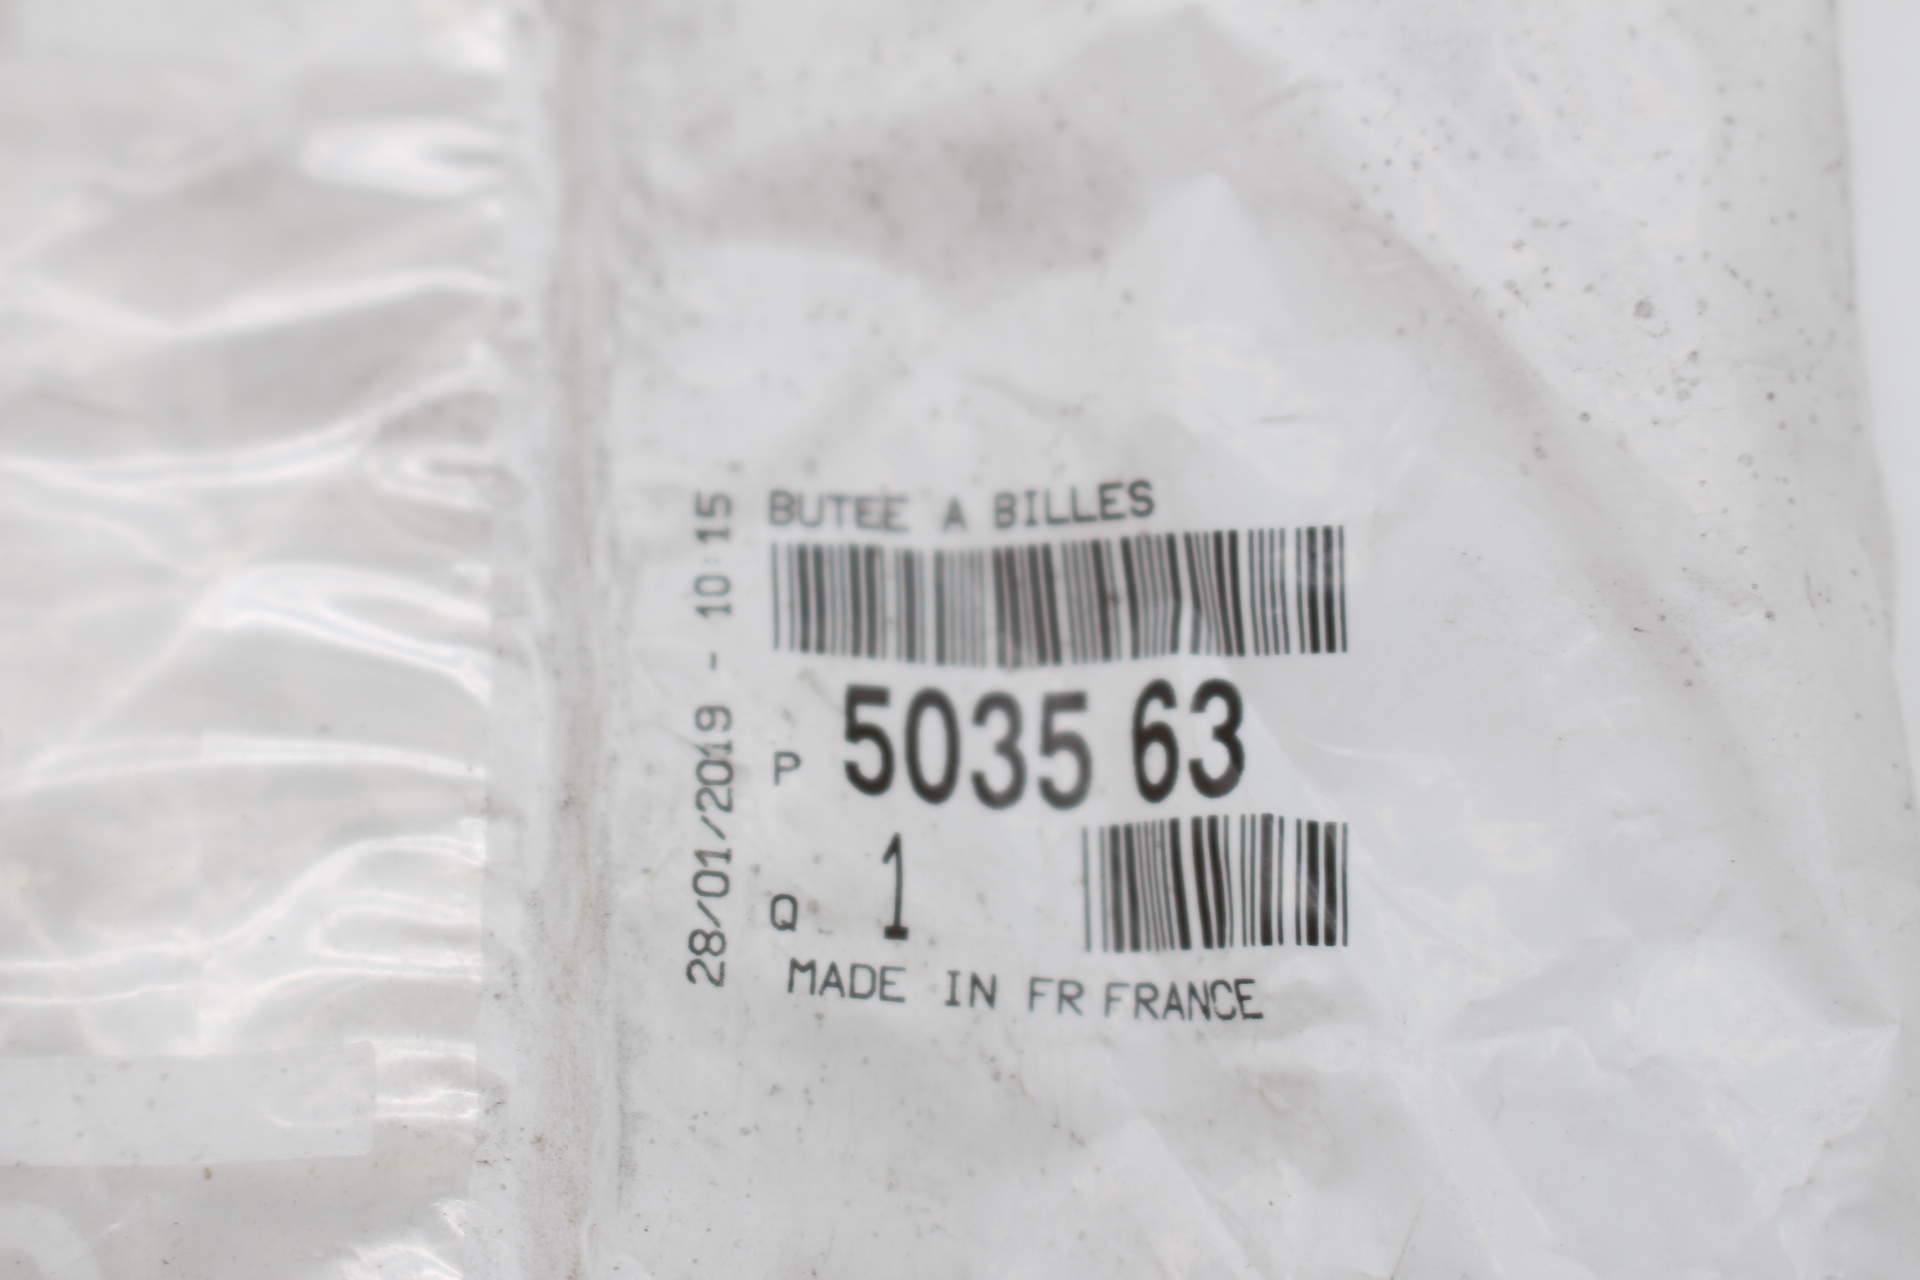 BUTEE A BILLES
P 5035 63
Q 1
MADE IN FR FRANCE
28/01/2019 - 10:15